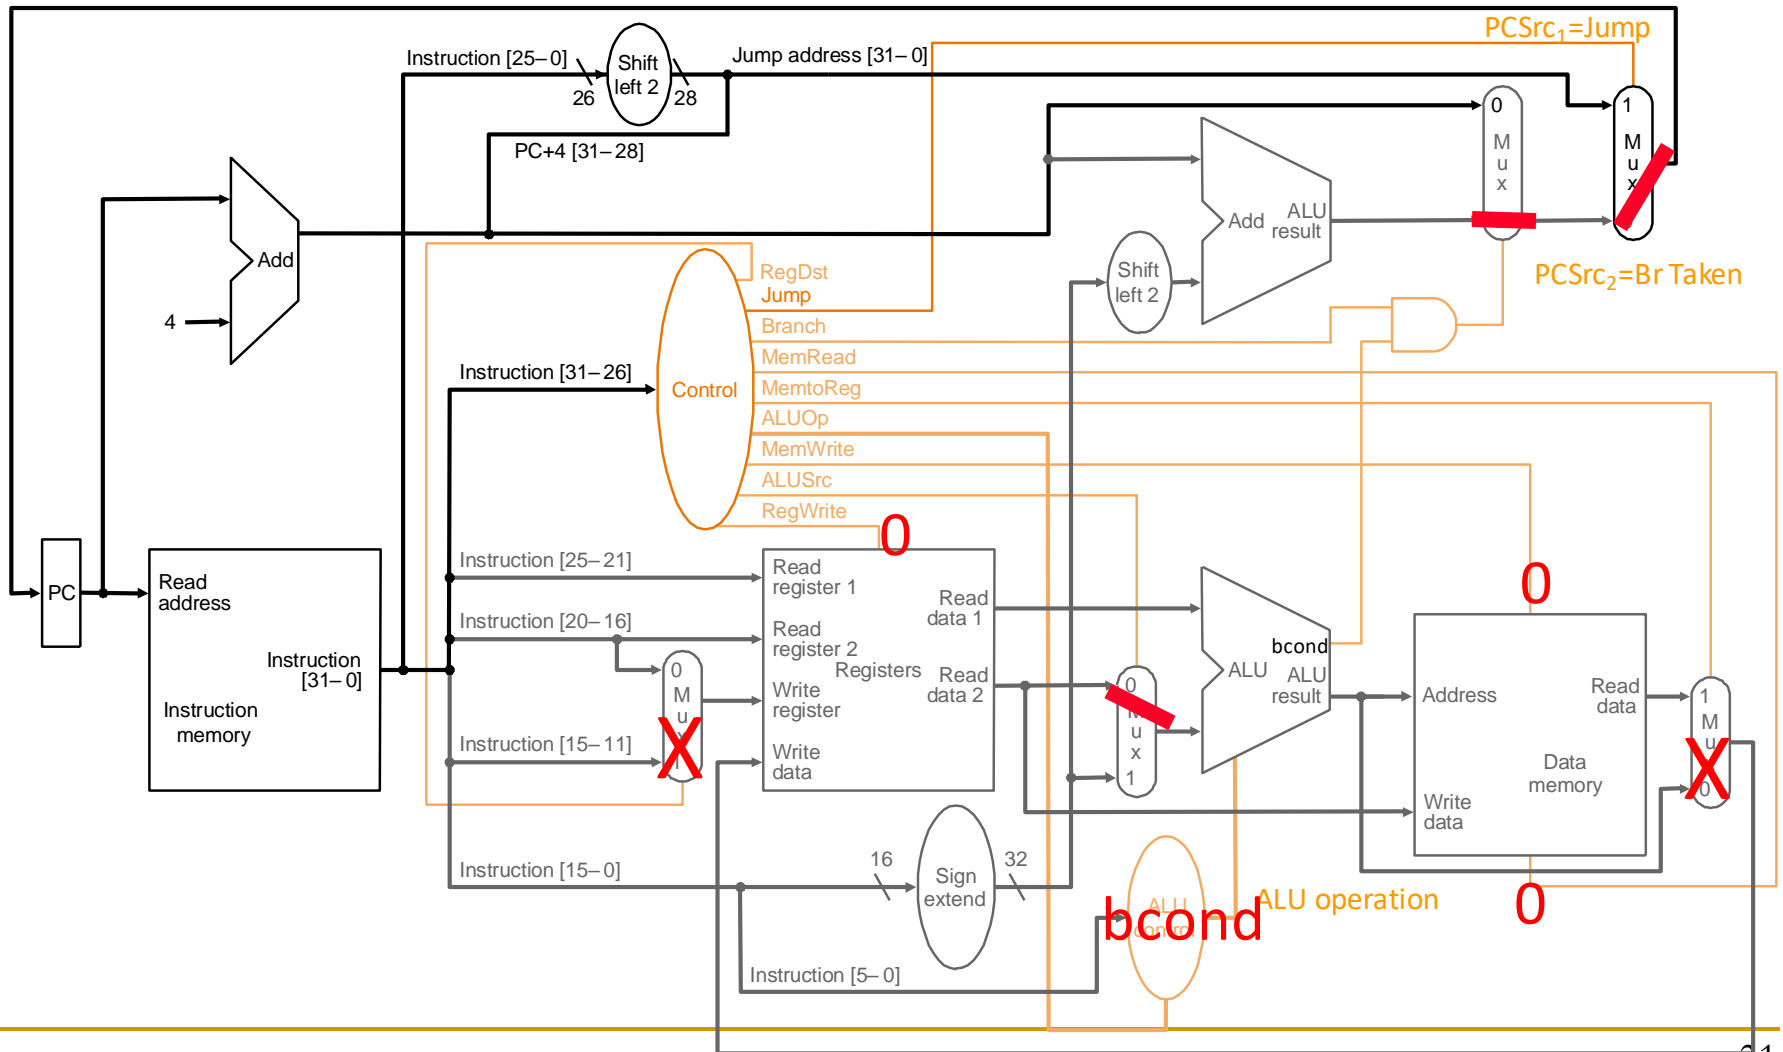 PCSrc1=Jump
Instruction [25–0]
Shift
left 2
Jump address [31–0]
26
28
PC+4 [31–28]
0
M
u
x
1
M
u
x
Add
ALU
result
Add
4
Shift
left 2
PCSrc2=Br Taken
RegDst
Jump
Branch
MemRead
MemtoReg
ALUOp
MemWrite
ALUSrc
RegWrite
Instruction [31–26]
Control
0
PC
Read
address
Instruction
[31–0]
Instruction
memory
Instruction [25–21]
Instruction [20–16]
Instruction [15–11]
Instruction [15–0]
Instruction [5–0]
0
M
u
X
Read
register 1
Read
register 2
Registers
Write
register
Write
data
Read
data 1
Read
data 2
0
M
u
x
1
bcond
ALU
ALU
result
0
Address
Read
data
Data
memory
Write
data
1
M
u
X
0
0
16
Sign
extend
32
ALU
control
bcond
ALU operation